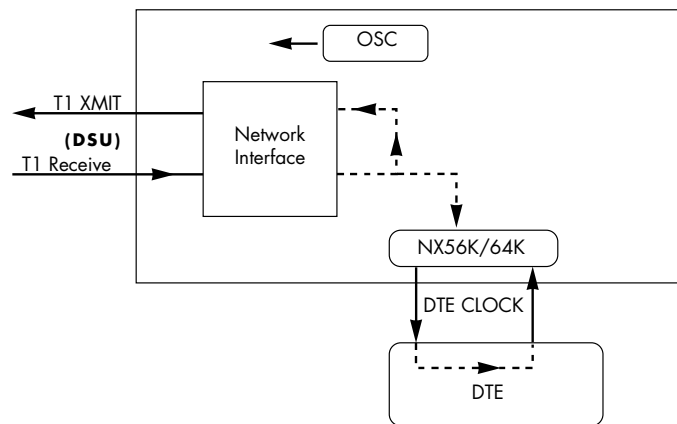 OSC
T1 XMIT
(DSU)
T1 Receive
Network
Interface
NX56K/64K
DTE CLOCK
DTE